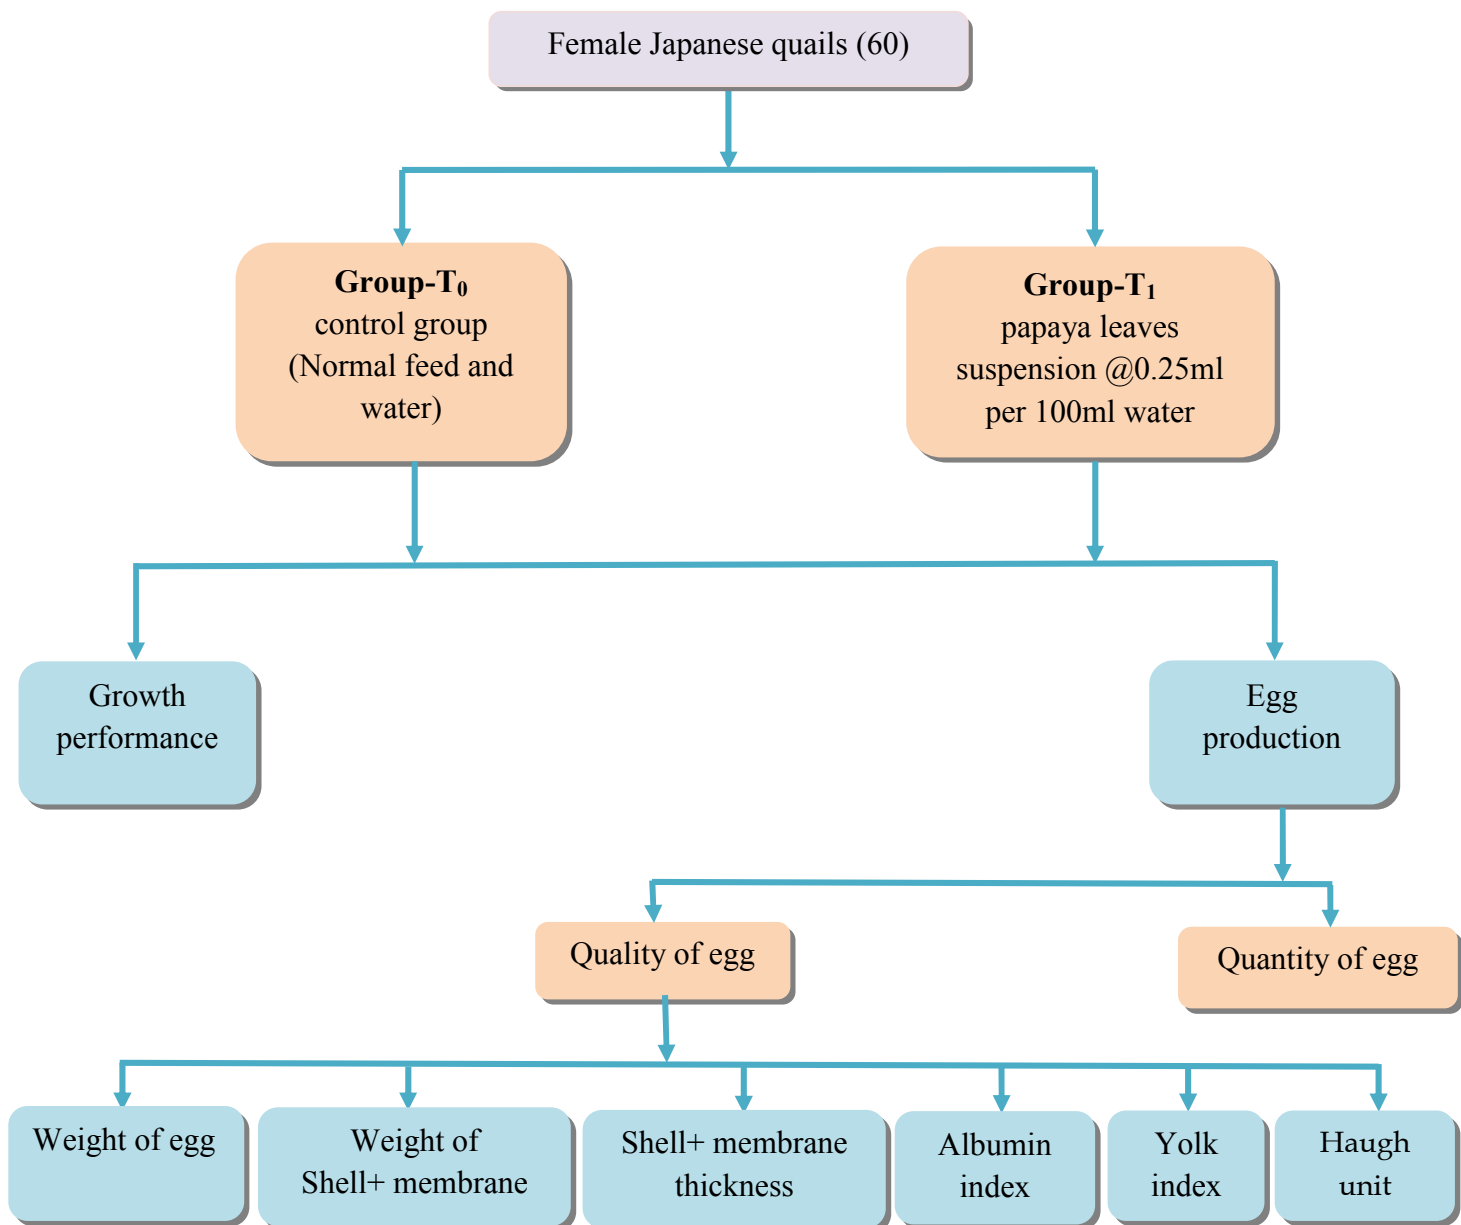 Female Japanese quails (60)
Group-T₀
control group
(Normal feed and
water)
Group-T₁
papaya leaves
suspension @0.25ml
per 100ml water
Growth
performance
Egg
production
Quality of egg
Quantity of egg
Weight of egg
Weight of
Shell+ membrane
Shell+ membrane
thickness
Albumin
index
Yolk
index
Haugh
unit